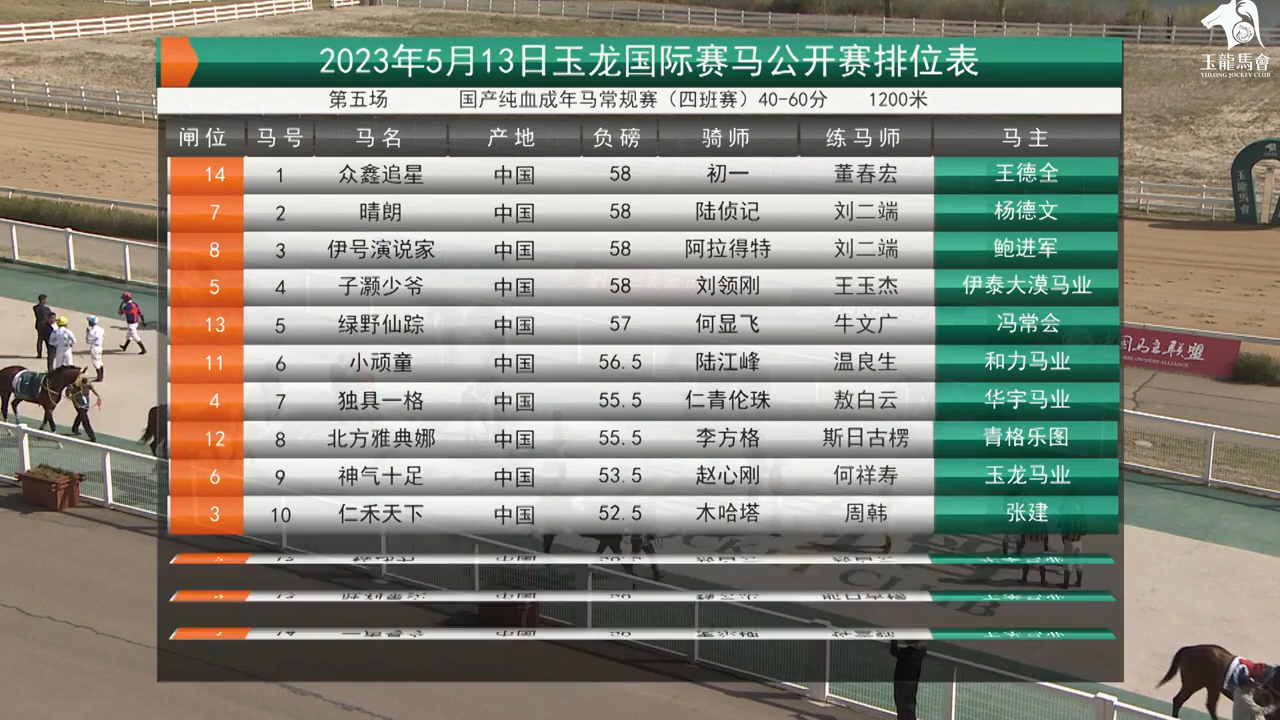 2023年5月13日玉龙国际赛马公开赛排位表
玉龍馬會
YULONG JOCKEY CLUB
第五场 国产纯血成年马常规赛（四班赛）40-60分 1200米
闸位 马号 马名 产地 负磅 骑师 练马师 马主
14 1 众鑫追星 中国 58 初一 董春宏 王德全
7 2 晴朗 中国 58 陆侦记 刘二端 杨德文
8 3 伊号演说家 中国 58 阿拉得特 刘二端 鲍进军
5 4 子灏少爷 中国 58 刘领刚 王玉杰 伊泰大漠马业
13 5 绿野仙踪 中国 57 何显飞 牛文广 冯常会
11 6 小顽童 中国 56.5 陆江峰 温良生 和力马业
4 7 独具一格 中国 55.5 仁青伦珠 敖白云 华宇马业
12 8 北方雅典娜 中国 55.5 李方格 斯日古楞 青格乐图
6 9 神气十足 中国 53.5 赵心刚 何祥寿 玉龙马业
3 10 仁禾天下 中国 52.5 木哈塔 周韩 张建
玉龍馬會
国马主联盟